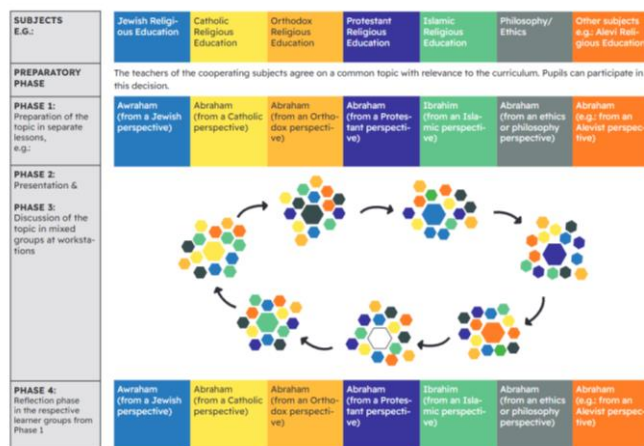 SUBJECTS
E.G.:
Jewish Religi-
ous Education
Catholic
Religious
Education
Orthodox
Religious
Education
Protestant
Religious
Education
Islamic
Religious
Education
Philosophy/
Ethics
Other subjects
e.g.: Alevi Reli-
gious Education
PREPARATORY
PHASE
The teachers of the cooperating subjects agree on a common topic with relevance to the curriculum. Pupils can participate in
this decision.
PHASE 1:
Preparation of the
topic in separate
lessons,
e.g.:
Awraham
(from a Jewish
perspective)
Abraham
(from a Catholic
perspective)
Abraham
(from an Ortho-
dox perspecti-
ve)
Abraham
(from a Protes-
tant perspecti-
ve)
Ibrahim
(from an Isla-
mic perspecti-
ve)
Abraham
(from an ethics
or philosophy
perspective)
Abraham
(e.g.: from an
Alevist perspec-
tive)
PHASE 2:
Presentation &
PHASE 3:
Discussion of the
topic in mixed
groups at worksta-
tions
PHASE 4:
Reflection phase
in the respective
learner groups from
Phase 1
Awraham
(from a Jewish
perspective)
Abraham
(from a Catholic
perspective)
Abraham
(from an Ortho-
dox perspecti-
ve)
Abraham
(from a Protes-
tant perspecti-
ve)
Ibrahim
(from an Isla-
mic perspecti-
ve)
Abraham
(from an ethics
or philosophy
perspective)
Abraham
(e.g.: from an
Alevist perspec-
tive)